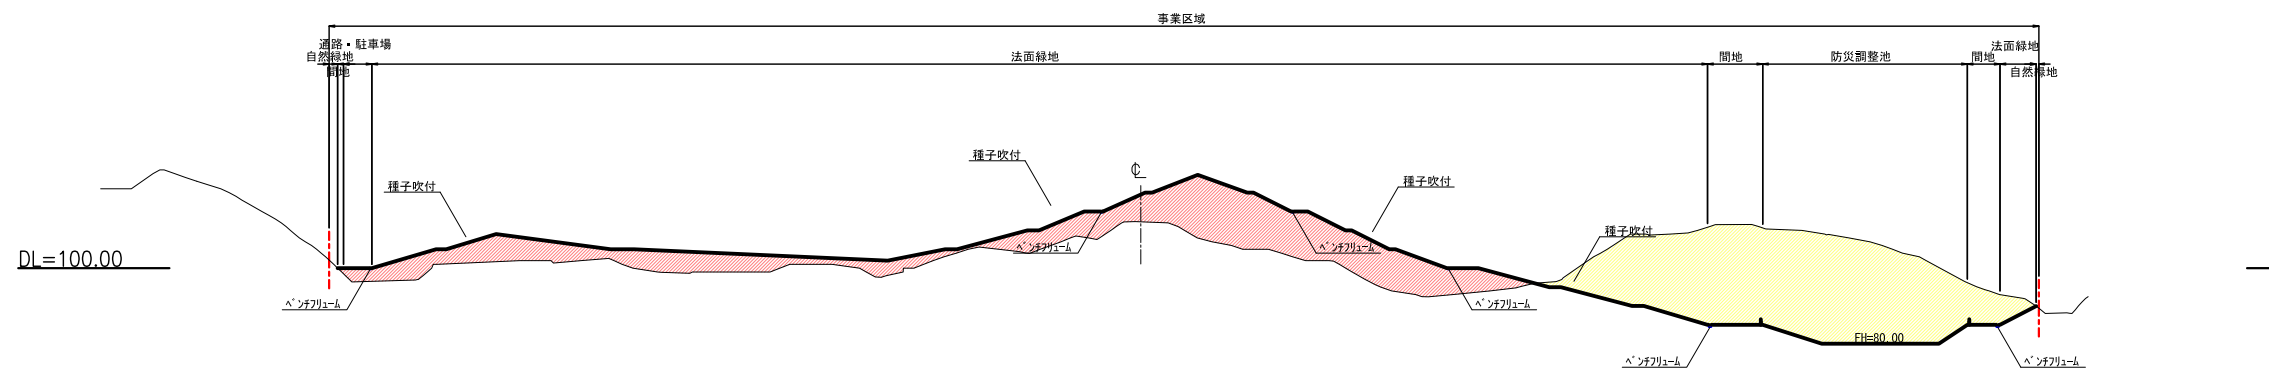 事業区域
通路・駐車場
自然緑地
間地
法面緑地
間地
防災調整池
間地
法面緑地
自然緑地
種子吹付
種子吹付
℄
種子吹付
種子吹付
DL=100.00
ベンチフリューム
ベンチフリューム
ベンチフリューム
ベンチフリューム
FH=80.00
ベンチフリューム
ベンチフリューム